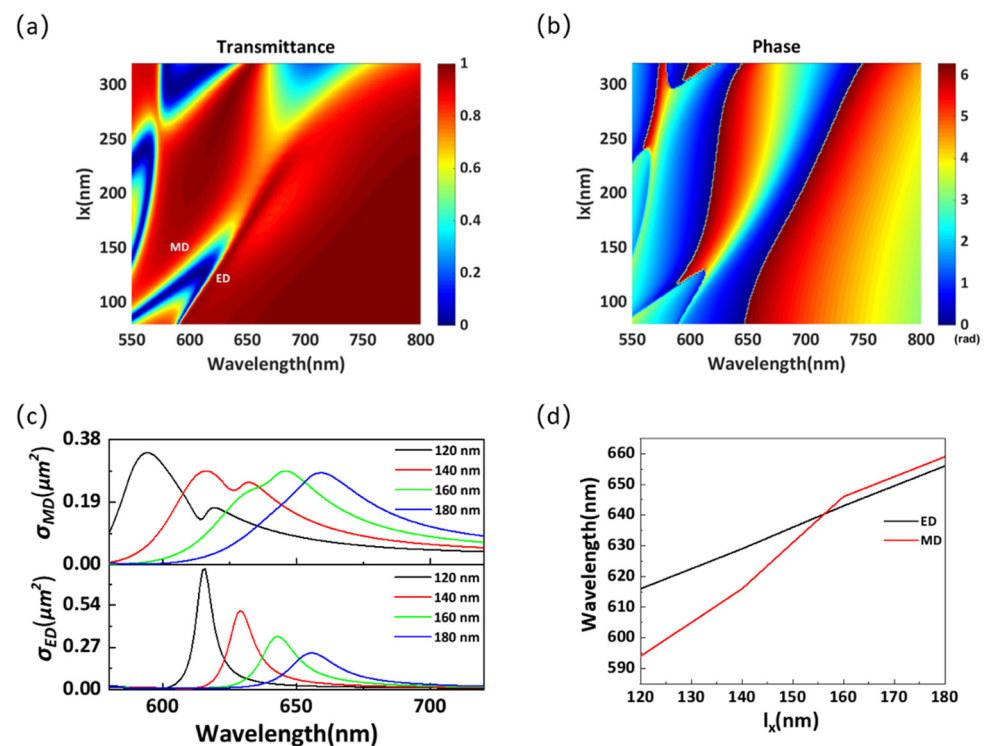 (a)
Transmittance
lx(nm)
300
250
200
150
100
MD
ED
550 600 650 700 750 800
Wavelength(nm)
1
0.8
0.6
0.4
0.2
0
(b)
Phase
lx(nm)
300
250
200
150
100
550 600 650 700 750 800
Wavelength(nm)
6
5
4
3
2
1
0
(rad)
(c)
σMD(μm²)
0.38
0.19
0.00
120 nm
140 nm
160 nm
180 nm
σED(μm²)
0.54
0.27
0.00
120 nm
140 nm
160 nm
180 nm
600 650 700
Wavelength(nm)
(d)
Wavelength(nm)
660
650
640
630
620
610
600
590
ED
MD
120 130 140 150 160 170 180
lx(nm)